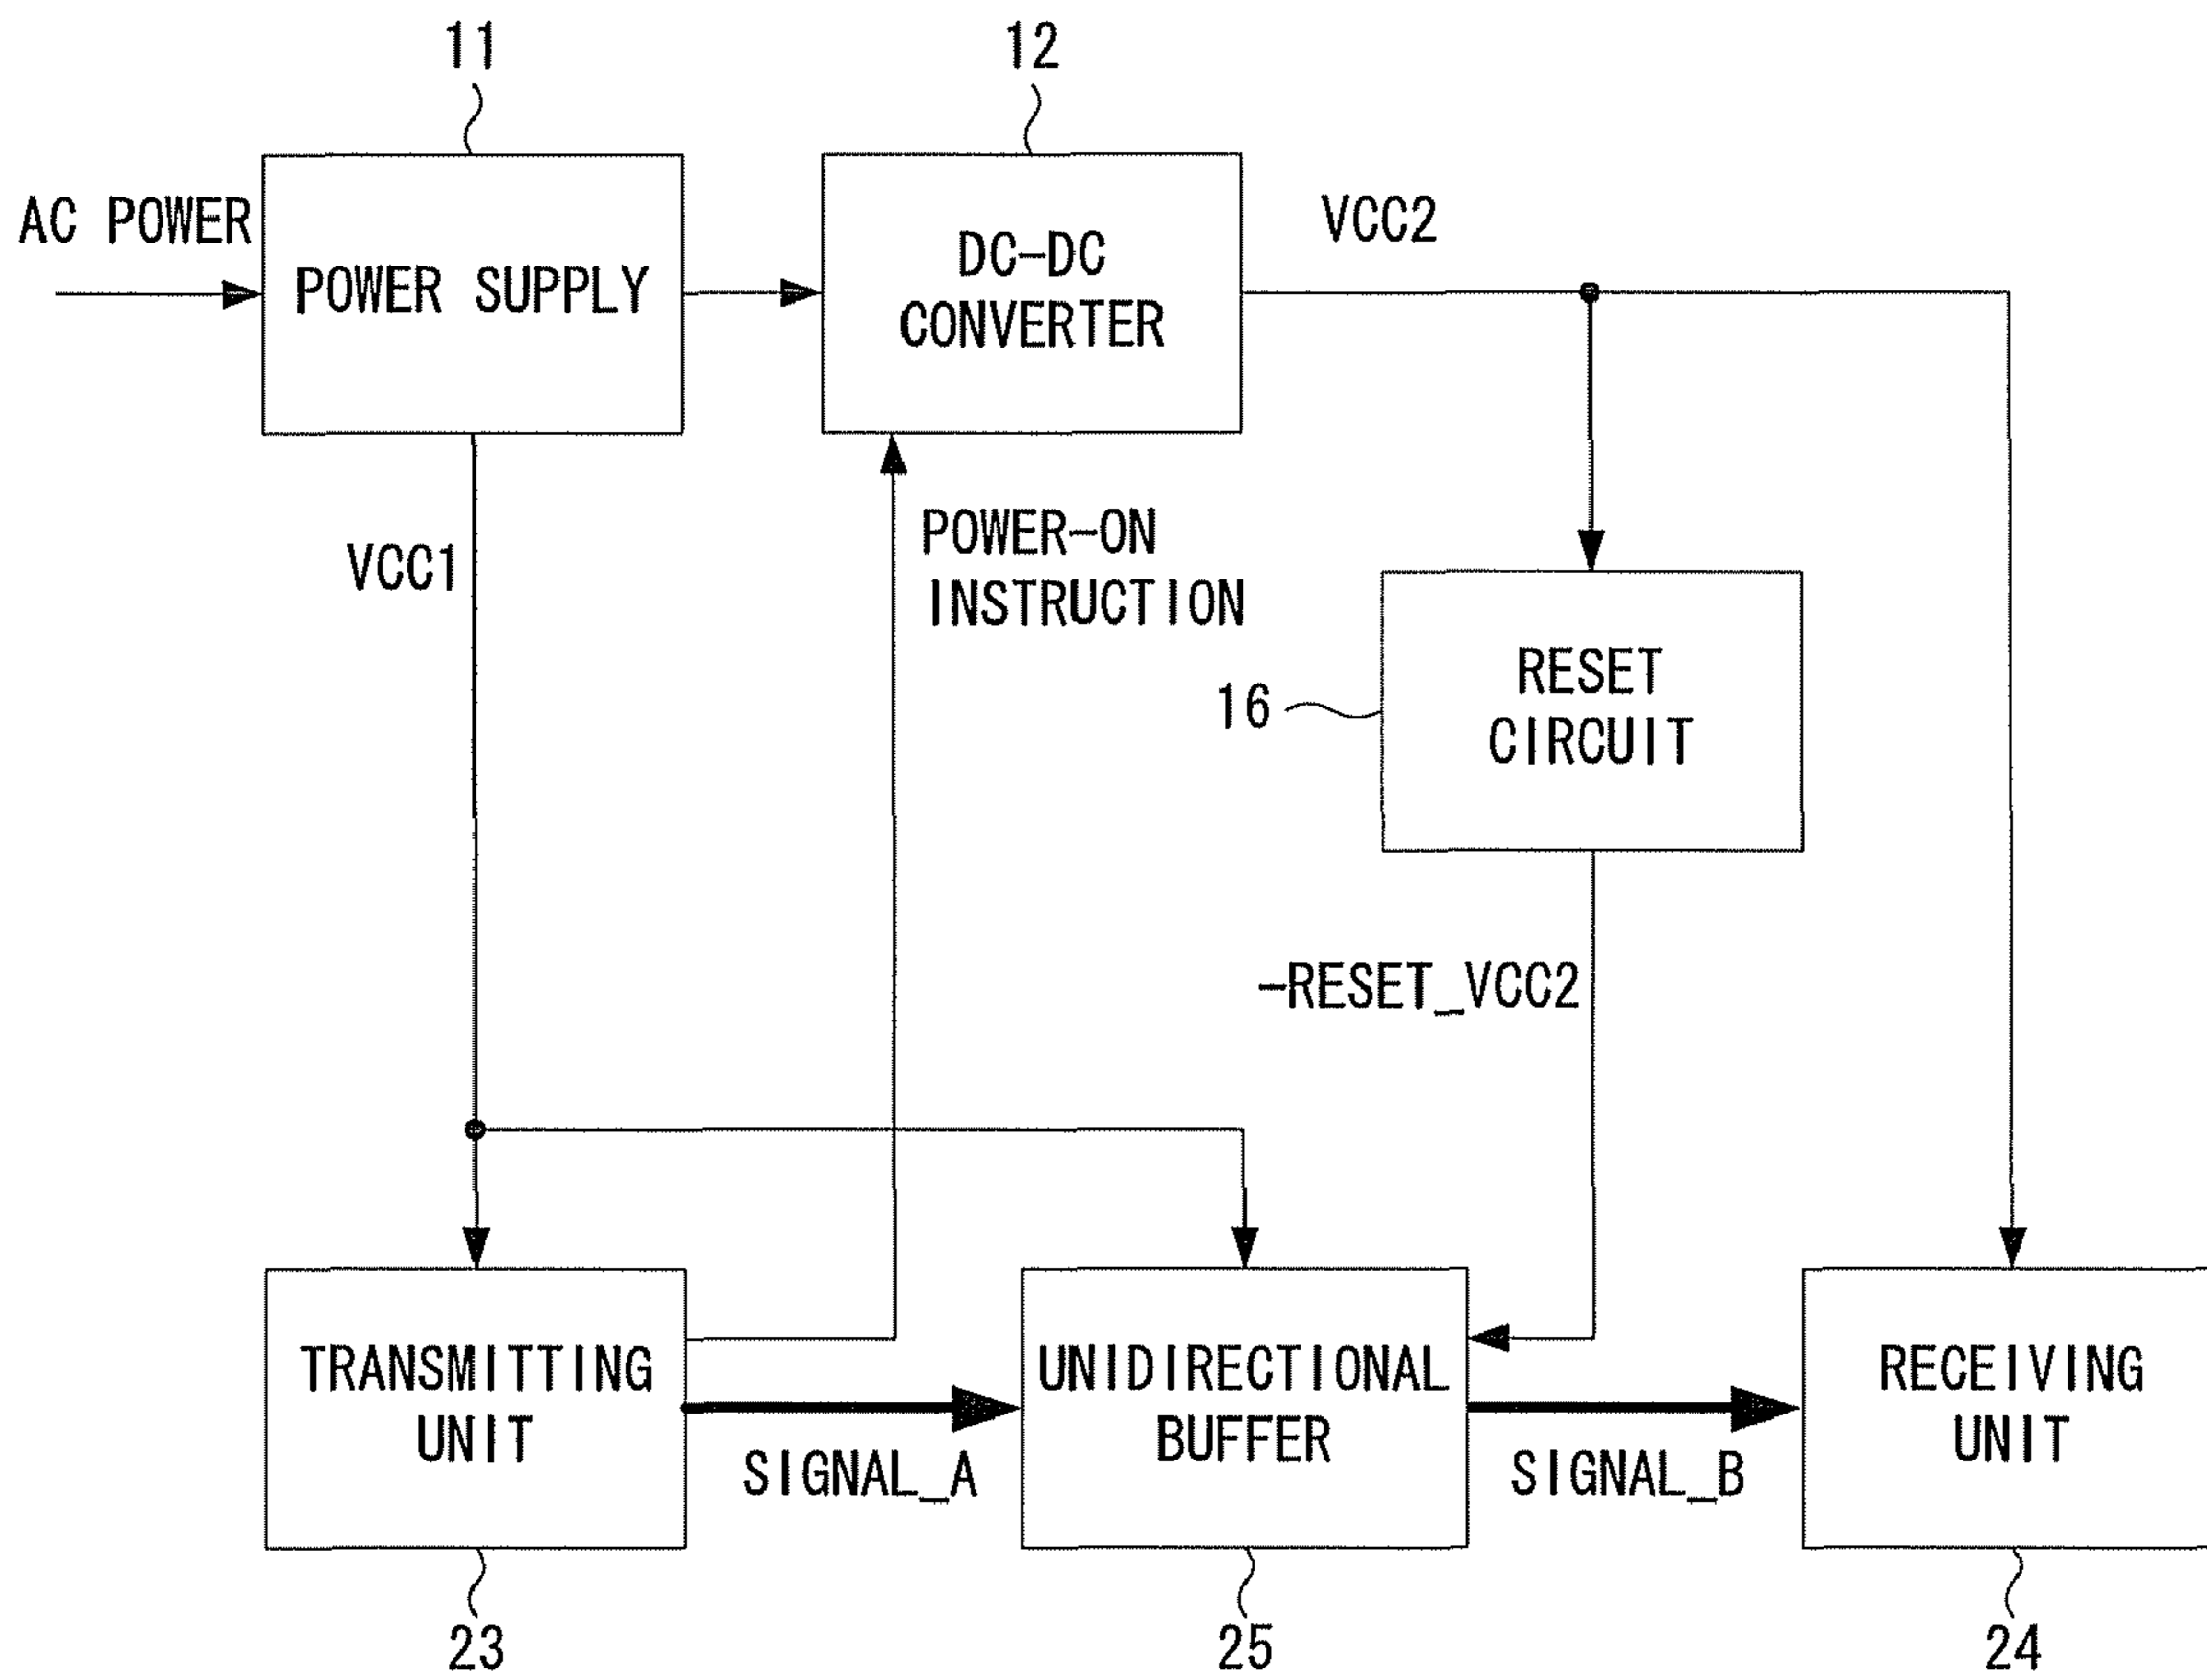 11
12
AC POWER
POWER SUPPLY
DC-DC
CONVERTER
VCC2
VCC1
POWER-ON
INSTRUCTION
16
RESET
CIRCUIT
-RESET_VCC2
TRANSMITTING
UNIT
SIGNAL_A
UNIDIRECTIONAL
BUFFER
SIGNAL_B
RECEIVING
UNIT
23
25
24